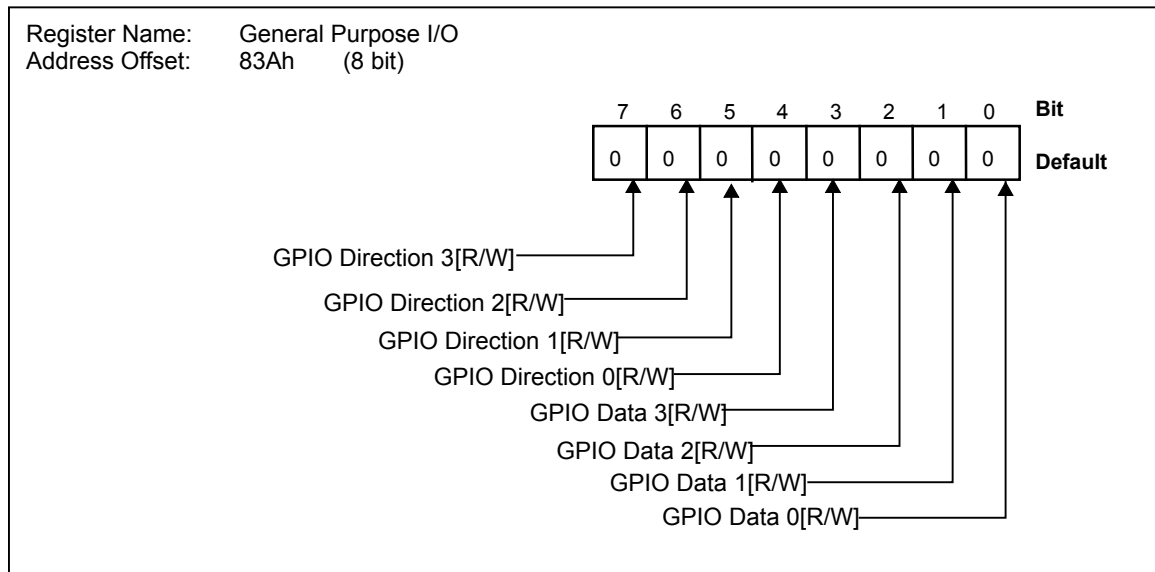 Register Name: General Purpose I/O
Address Offset: 83Ah (8 bit)
7 6 5 4 3 2 1 0 Bit
0 0 0 0 0 0 0 0 Default
GPIO Direction 3[R/W]
GPIO Direction 2[R/W]
GPIO Direction 1[R/W]
GPIO Direction 0[R/W]
GPIO Data 3[R/W]
GPIO Data 2[R/W]
GPIO Data 1[R/W]
GPIO Data 0[R/W]